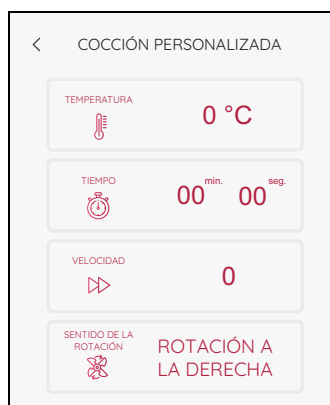 COCCIÓN PERSONALIZADA
TEMPERATURA
0 °C
TIEMPO
00 min. 00 seg.
VELOCIDAD
0
SENTIDO DE LA
ROTACIÓN
ROTACIÓN A
LA DERECHA